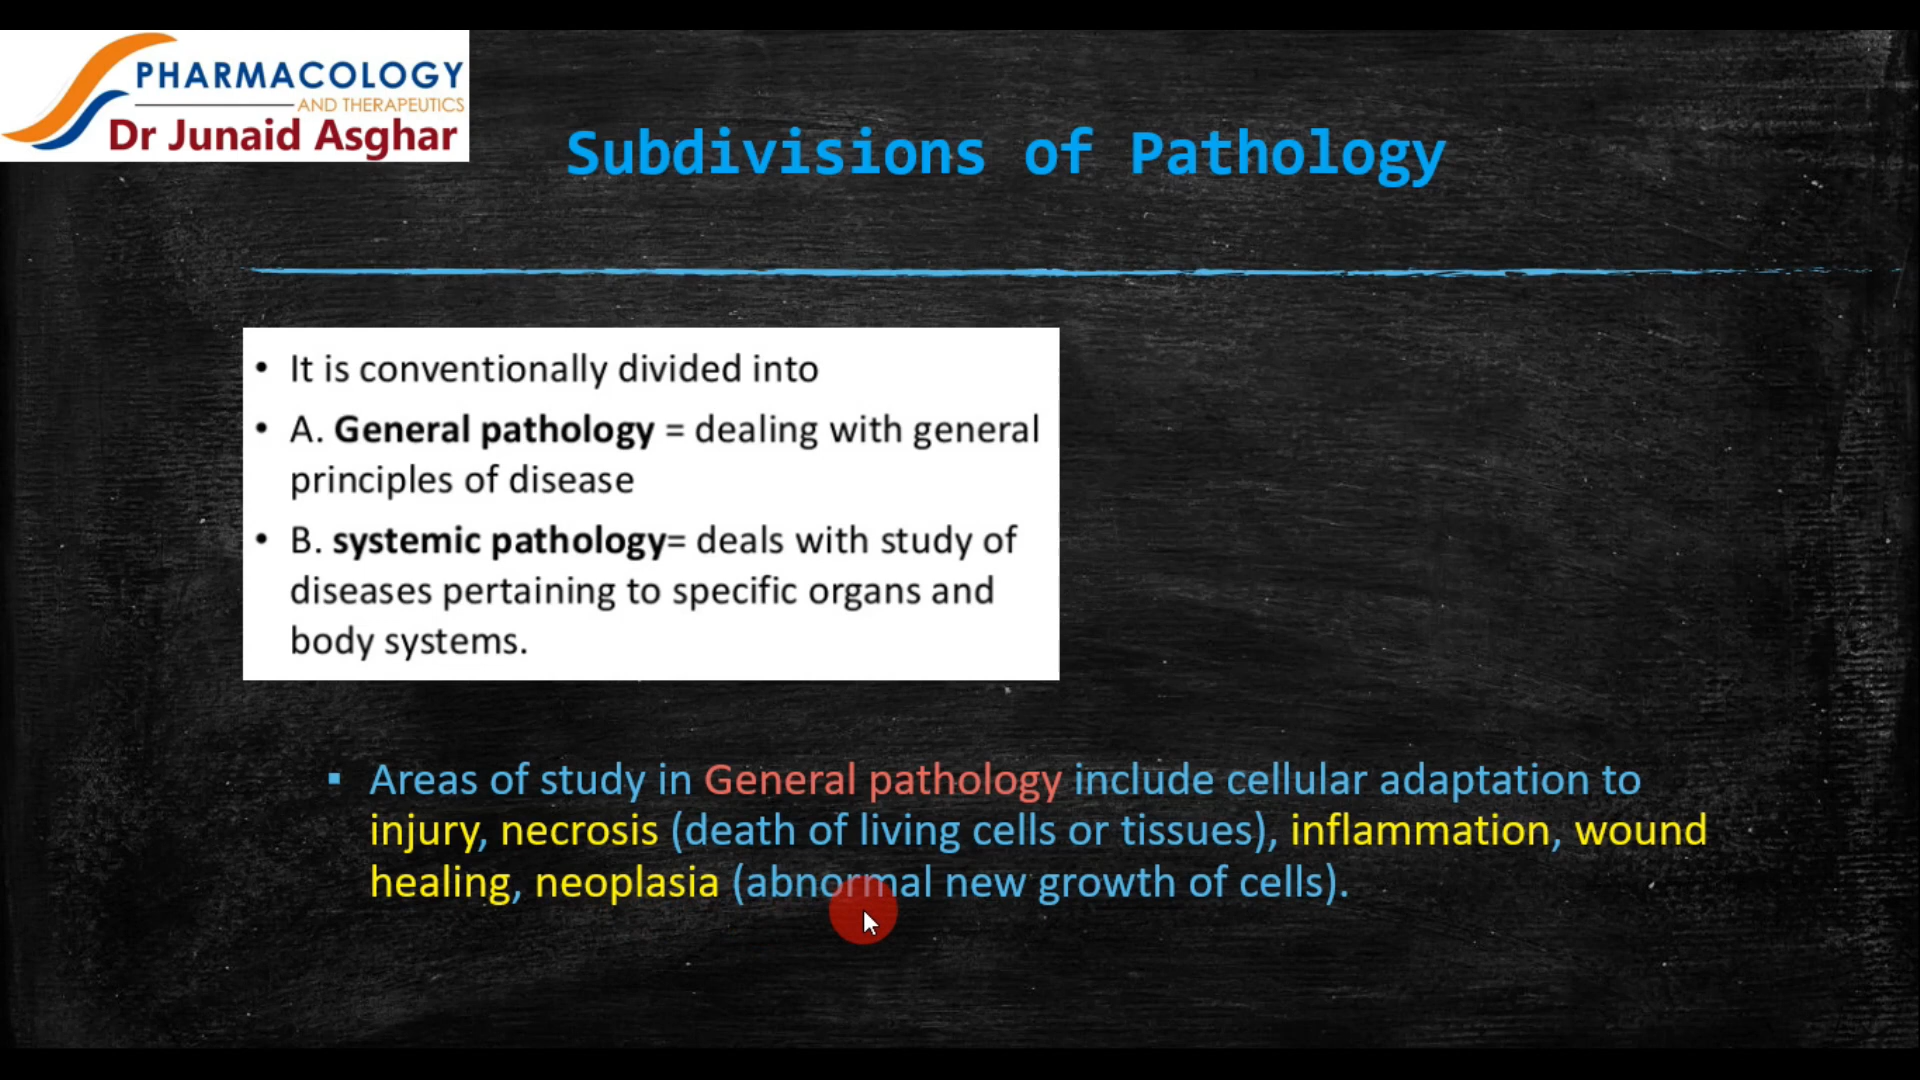 PHARMACOLOGY
AND THERAPEUTICS
Dr Junaid Asghar
Subdivisions of Pathology
• It is conventionally divided into
• A. General pathology = dealing with general
principles of disease
• B. systemic pathology= deals with study of
diseases pertaining to specific organs and
body systems.
▪ Areas of study in General pathology include cellular adaptation to
injury, necrosis (death of living cells or tissues), inflammation, wound
healing, neoplasia (abnormal new growth of cells).